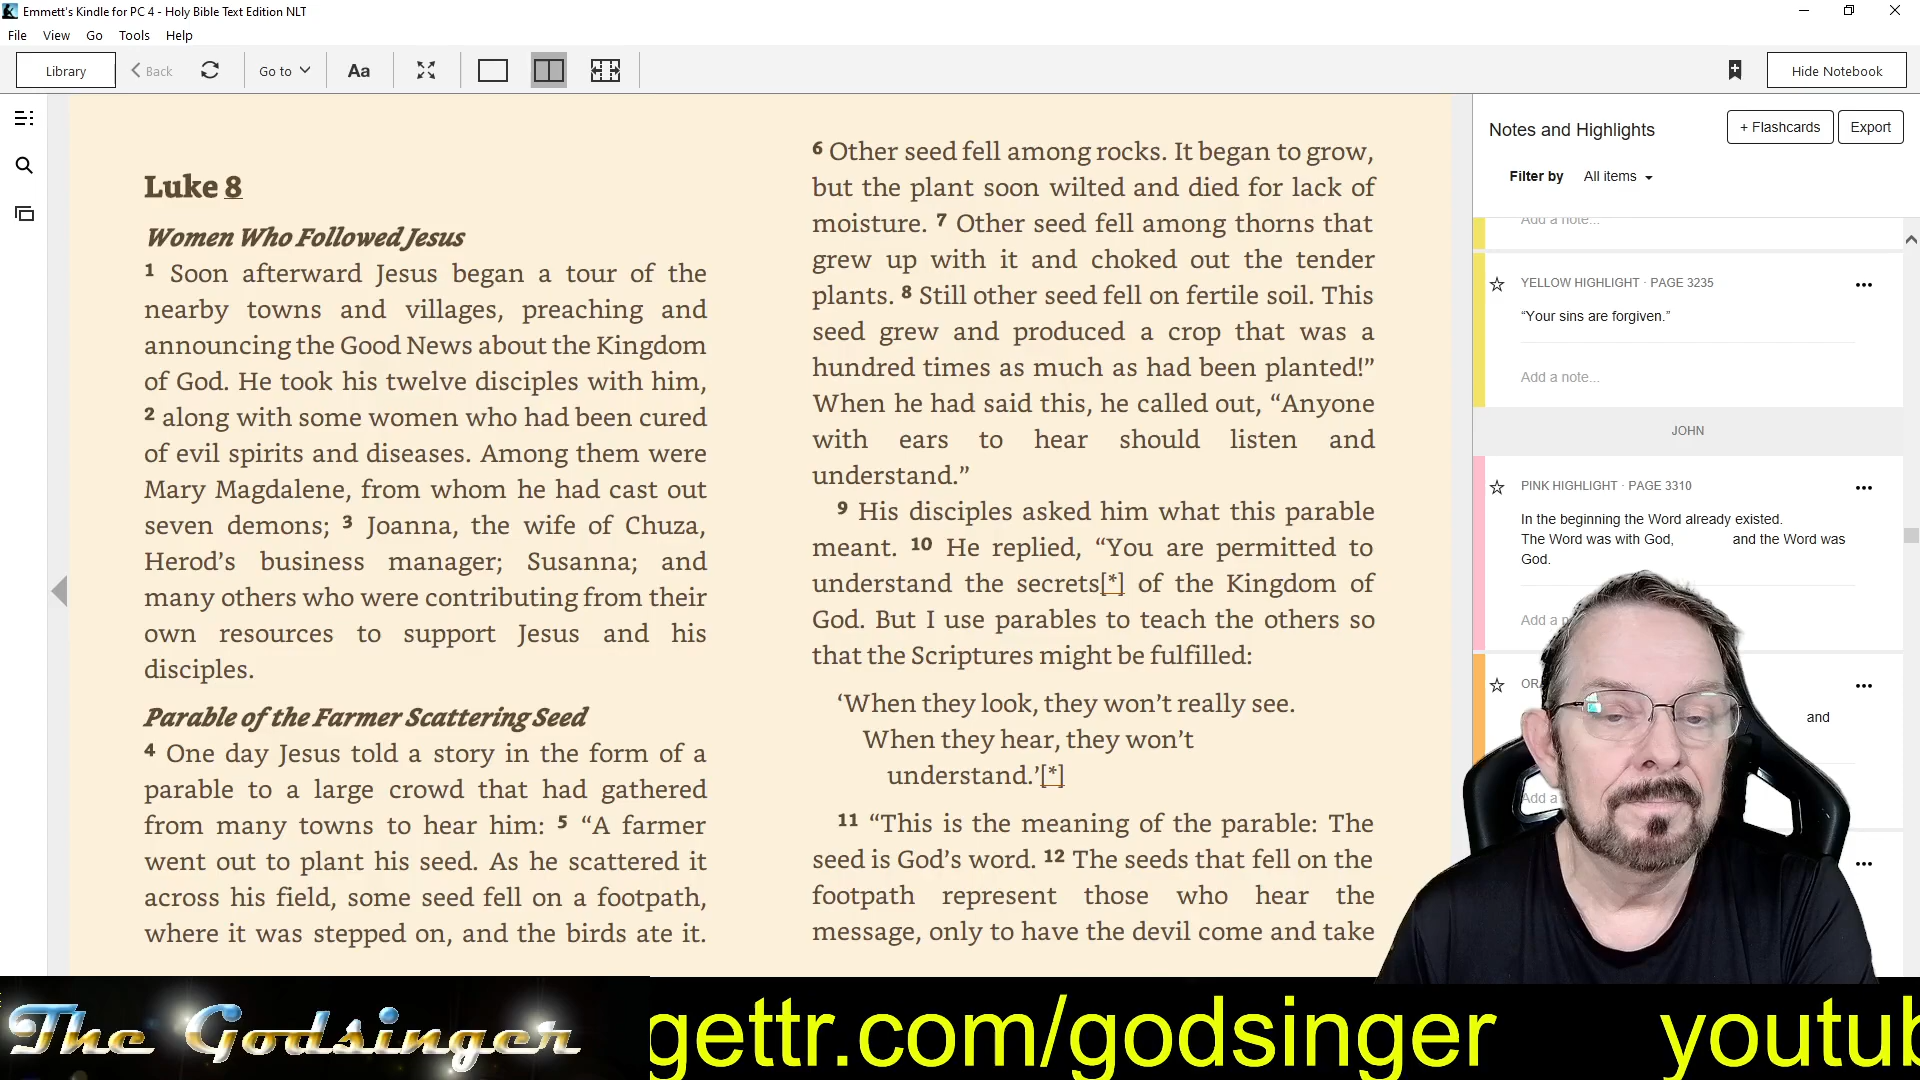 Emmett's Kindle for PC 4 - Holy Bible Text Edition NLT
File View Go Tools Help
Library Back Go to Aa Hide Notebook
Luke 8
Women Who Followed Jesus
1 Soon afterward Jesus began a tour of the
nearby towns and villages, preaching and
announcing the Good News about the Kingdom
of God. He took his twelve disciples with him,
2 along with some women who had been cured
of evil spirits and diseases. Among them were
Mary Magdalene, from whom he had cast out
seven demons; 3 Joanna, the wife of Chuza,
Herod’s business manager; Susanna; and
many others who were contributing from their
own resources to support Jesus and his
disciples.
Parable of the Farmer Scattering Seed
4 One day Jesus told a story in the form of a
parable to a large crowd that had gathered
from many towns to hear him: 5 “A farmer
went out to plant his seed. As he scattered it
across his field, some seed fell on a footpath,
where it was stepped on, and the birds ate it.
6 Other seed fell among rocks. It began to grow,
but the plant soon wilted and died for lack of
moisture. 7 Other seed fell among thorns that
grew up with it and choked out the tender
plants. 8 Still other seed fell on fertile soil. This
seed grew and produced a crop that was a
hundred times as much as had been planted!”
When he had said this, he called out, “Anyone
with ears to hear should listen and
understand.”
9 His disciples asked him what this parable
meant. 10 He replied, “You are permitted to
understand the secrets[*] of the Kingdom of
God. But I use parables to teach the others so
that the Scriptures might be fulfilled:
‘When they look, they won’t really see.
When they hear, they won’t
understand.’[*]
11 “This is the meaning of the parable: The
seed is God’s word. 12 The seeds that fell on the
footpath represent those who hear the
message, only to have the devil come and take
Notes and Highlights + Flashcards Export
Filter by All items
Add a note...
YELLOW HIGHLIGHT · PAGE 3235
“Your sins are forgiven.”
Add a note...
JOHN
PINK HIGHLIGHT · PAGE 3310
In the beginning the Word already existed.
The Word was with God, and the Word was
God.
Add a
and
Add a
The Godsinger
gettr.com/godsinger youtub